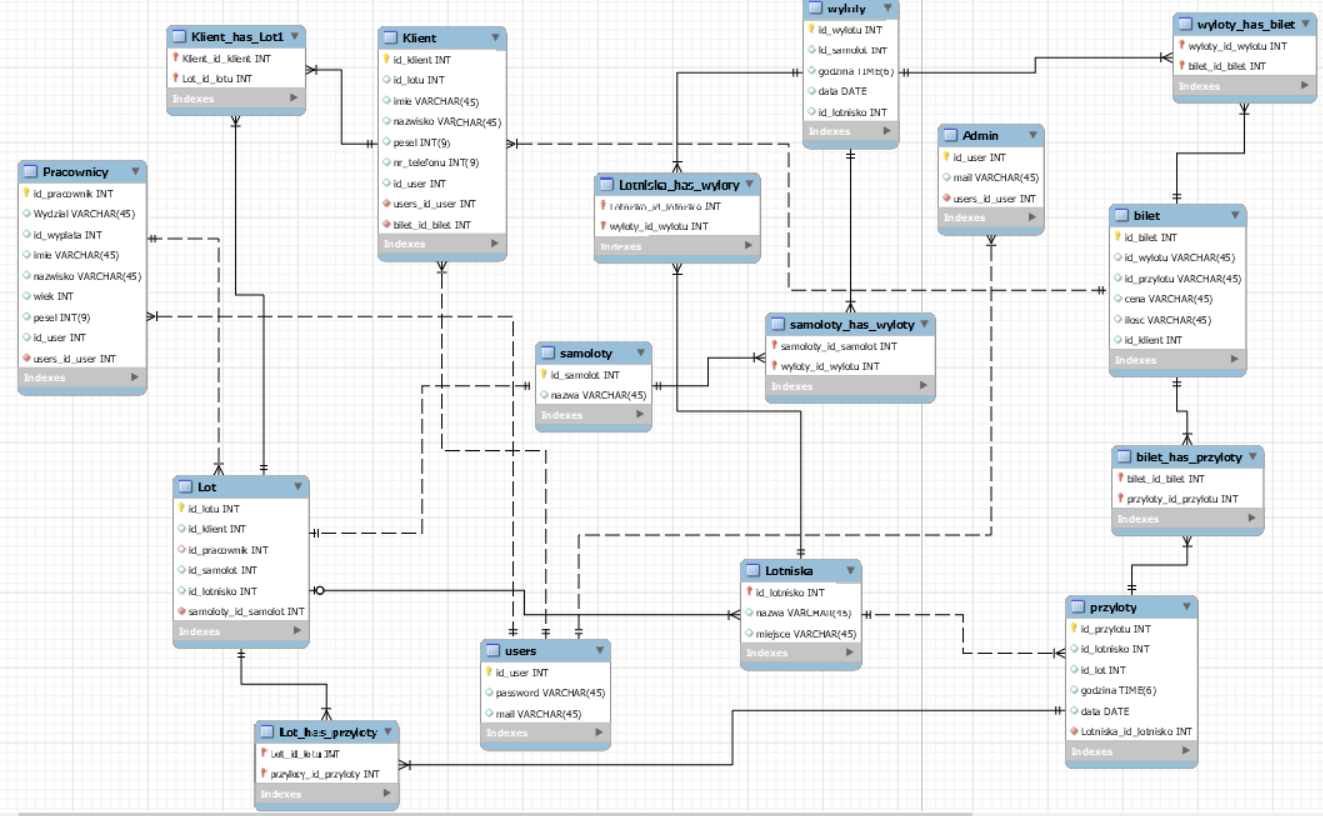 Klient_has_Lot1
Klient_id_klient INT
Lot_id_lotu INT
Indexes
Klient
id_klient INT
id_lotu INT
imie VARCHAR(45)
nazwisko VARCHAR(45)
pesel INT(9)
nr_telefonu INT(9)
id_user INT
users_id_user INT
bilet_id_bilet INT
Indexes
wyloty
id_wylotu INT
id_samolot INT
godzina TIME(6)
data DATE
id_lotnisko INT
Indexes
wyloty_has_bilet
wyloty_id_wylotu INT
bilet_id_bilet INT
Indexes
Pracownicy
id_pracownik INT
Wydzial VARCHAR(45)
id_wyplata INT
imie VARCHAR(45)
nazwisko VARCHAR(45)
wiek INT
pesel INT(9)
id_user INT
users_id_user INT
Indexes
Lotniska_has_wyloty
Lotniska_id_lotniska INT
wyloty_id_wylotu INT
Indexes
Admin
id_user INT
mail VARCHAR(45)
users_id_user INT
Indexes
bilet
id_bilet INT
id_wylotu VARCHAR(45)
id_przylotu VARCHAR(45)
cena VARCHAR(45)
ilosc VARCHAR(45)
id_klient INT
Indexes
samoloty
id_samolot INT
nazwa VARCHAR(45)
Indexes
samoloty_has_wyloty
samoloty_id_samolot INT
wyloty_id_wylotu INT
Indexes
Lot
id_lotu INT
id_klient INT
id_pracownik INT
id_samolot INT
id_lotnisko INT
samoloty_id_samolot INT
Indexes
bilet_has_przyloty
bilet_id_bilet INT
przyloty_id_przylotu INT
Indexes
users
id_user INT
password VARCHAR(45)
mail VARCHAR(45)
Indexes
Lotniska
id_lotnisko INT
nazwa VARCHAR(45)
miejsce VARCHAR(45)
Indexes
przyloty
id_przylotu INT
id_lotnisko INT
id_lot INT
godzina TIME(6)
data DATE
Lotniska_id_lotnisko INT
Indexes
Lot_has_przyloty
Lot_id_lotu INT
przyloty_id_przyloty INT
Indexes